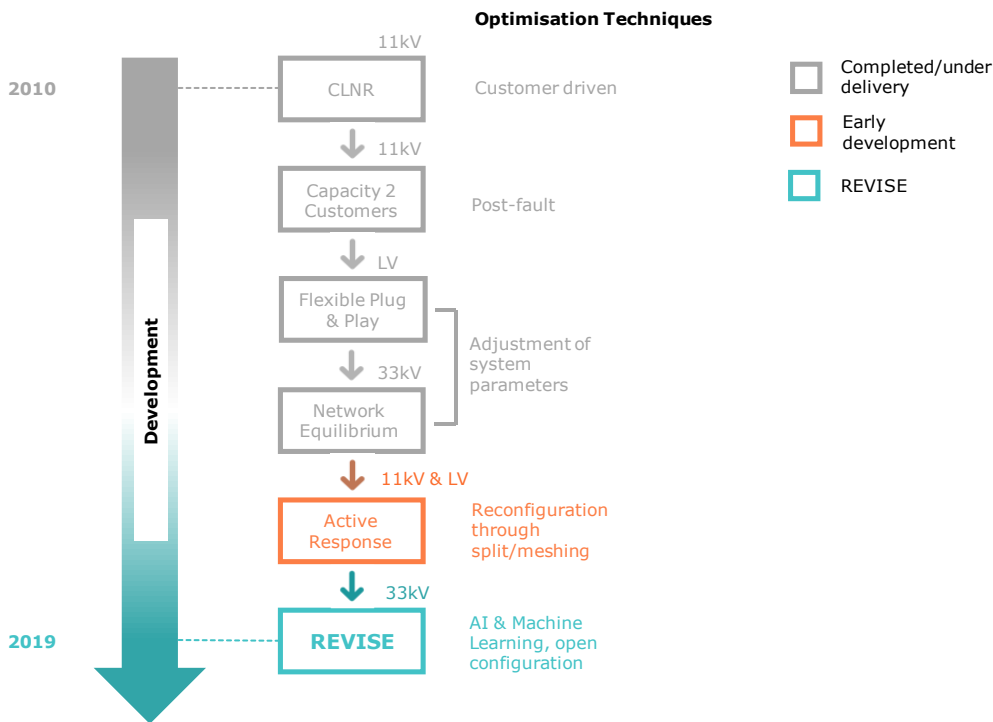 Optimisation Techniques
11kV
2010
CLNR
Customer driven
Completed/under
delivery
Early
development
REVISE
11kV
Capacity 2
Customers
Post-fault
LV
Flexible Plug
& Play
Adjustment of
system
parameters
33kV
Network
Equilibrium
Development
11kV & LV
Active
Response
Reconfiguration
through
split/meshing
33kV
2019
REVISE
AI & Machine
Learning, open
configuration